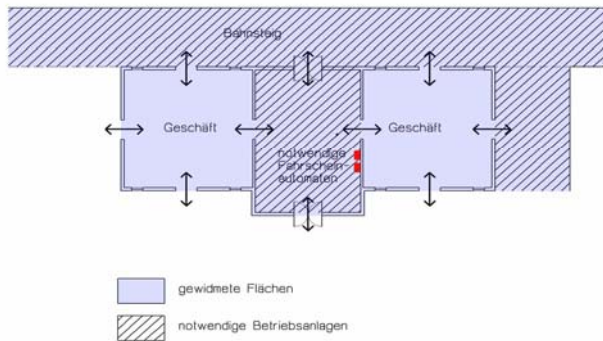 Bahnsteig
Geschäft
Geschäft
notwendige
Fahrschein-
automaten
gewidmete Flächen
notwendige Betriebsanlagen